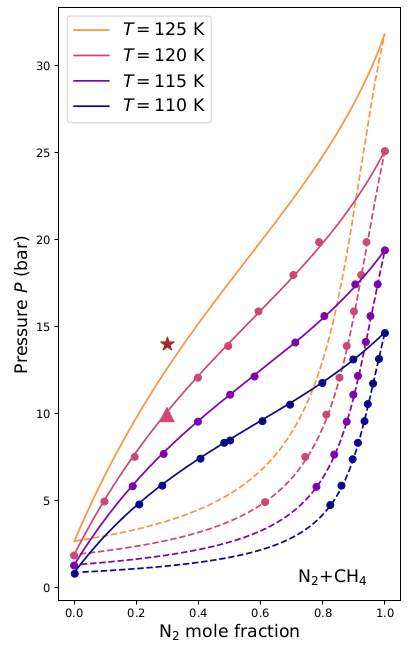 T = 125 K
T = 120 K
T = 115 K
T = 110 K
30
25
20
15
10
5
0
Pressure P (bar)
N₂+CH₄
0.0 0.2 0.4 0.6 0.8 1.0
N₂ mole fraction